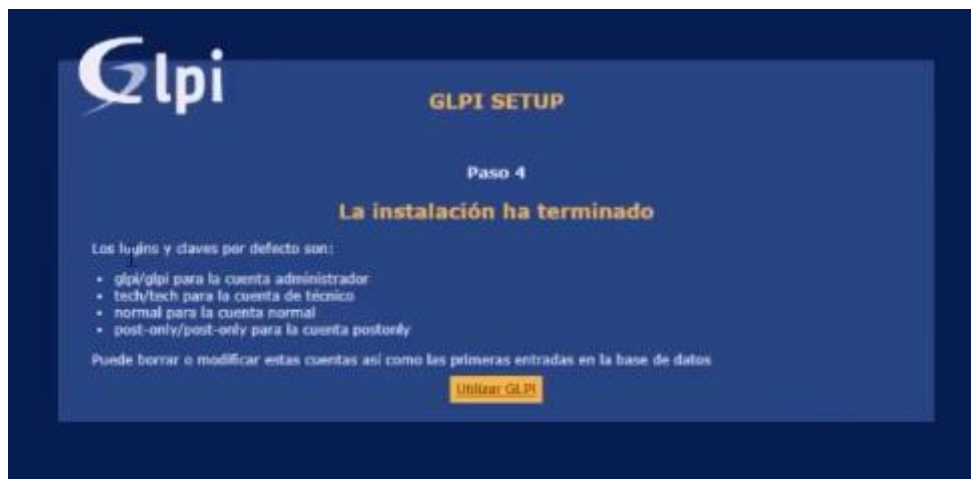 Glpi
GLPI SETUP
Paso 4
La instalación ha terminado
Los logins y claves por defecto son:
glpi/glpi para la cuenta administrador
tech/tech para la cuenta de técnico
normal para la cuenta normal
post-only/post-only para la cuenta postonly
Puede borrar o modificar estas cuentas así como las primeras entradas en la base de datos
Utilizar GLPI